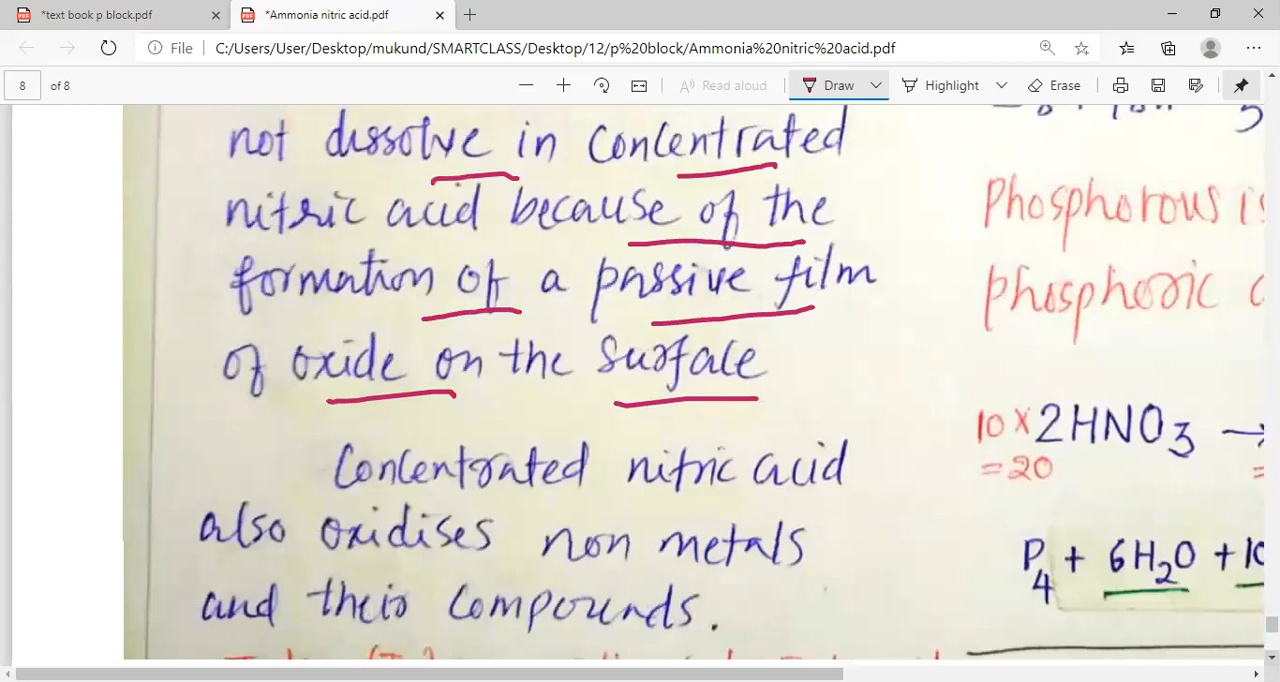 *text book p block.pdf
*Ammonia nitric acid.pdf
File
C:/Users/User/Desktop/mukund/SMARTCLASS/Desktop/12/p%20block/Ammonia%20nitric%20acid.pdf
8 of 8
Read aloud
Draw
Highlight
Erase
not dissolve in concentrated
nitric acid because of the
formation of a passive film
of oxide on the surface
Concentrated nitric acid
also oxidises non metals
and their compounds.
Phosphorous is
phosphoric
10 × 2HNO3 →
= 20
P4 + 6H2O + 10